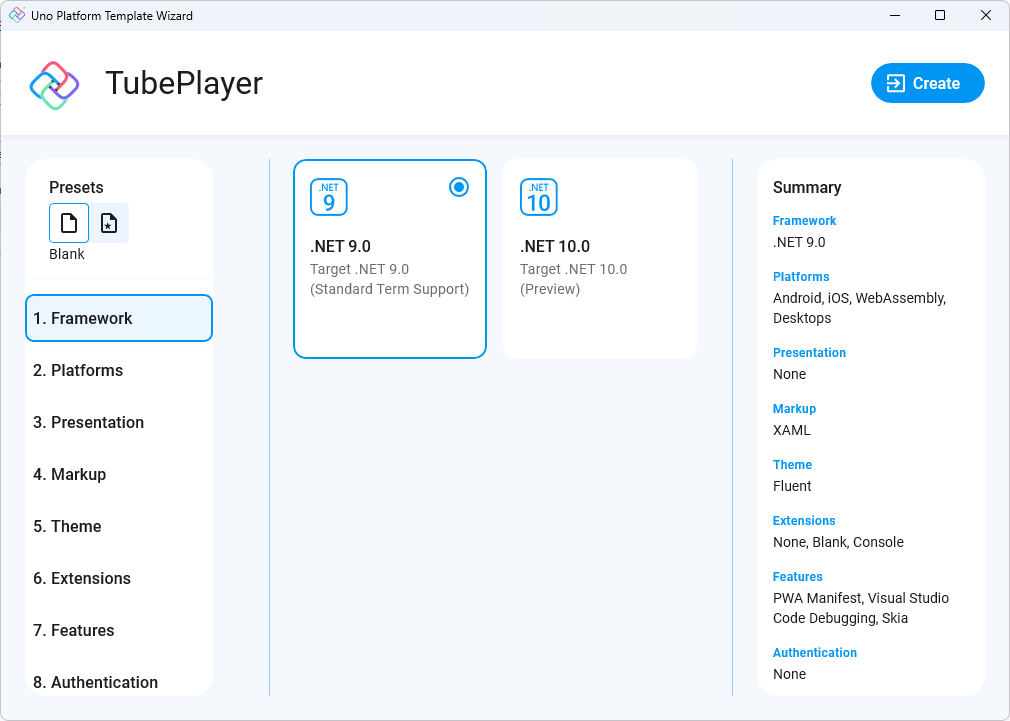 Uno Platform Template Wizard
TubePlayer
Create
Presets
Blank
1. Framework
2. Platforms
3. Presentation
4. Markup
5. Theme
6. Extensions
7. Features
8. Authentication
.NET
9
.NET 9.0
Target .NET 9.0
(Standard Term Support)
.NET
10
.NET 10.0
Target .NET 10.0
(Preview)
Summary
Framework
.NET 9.0
Platforms
Android, iOS, WebAssembly,
Desktops
Presentation
None
Markup
XAML
Theme
Fluent
Extensions
None, Blank, Console
Features
PWA Manifest, Visual Studio
Code Debugging, Skia
Authentication
None